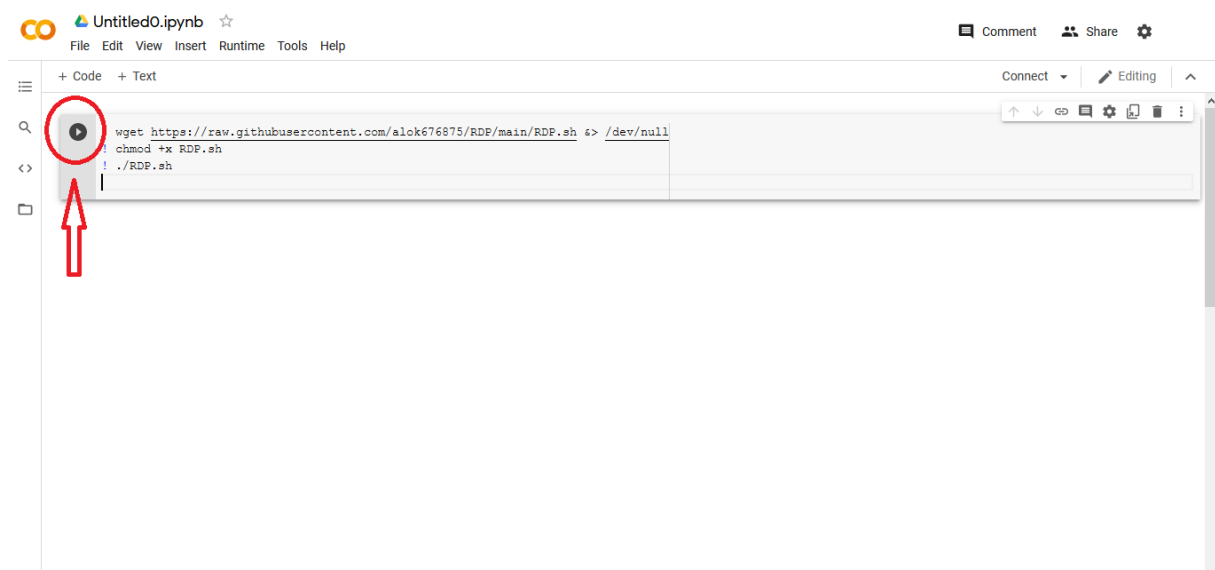 Untitled0.ipynb
File Edit View Insert Runtime Tools Help
Comment Share
+ Code + Text
Connect Editing
wget https://raw.githubusercontent.com/alok676875/RDP/main/RDP.sh &> /dev/null
! chmod +x RDP.sh
! ./RDP.sh